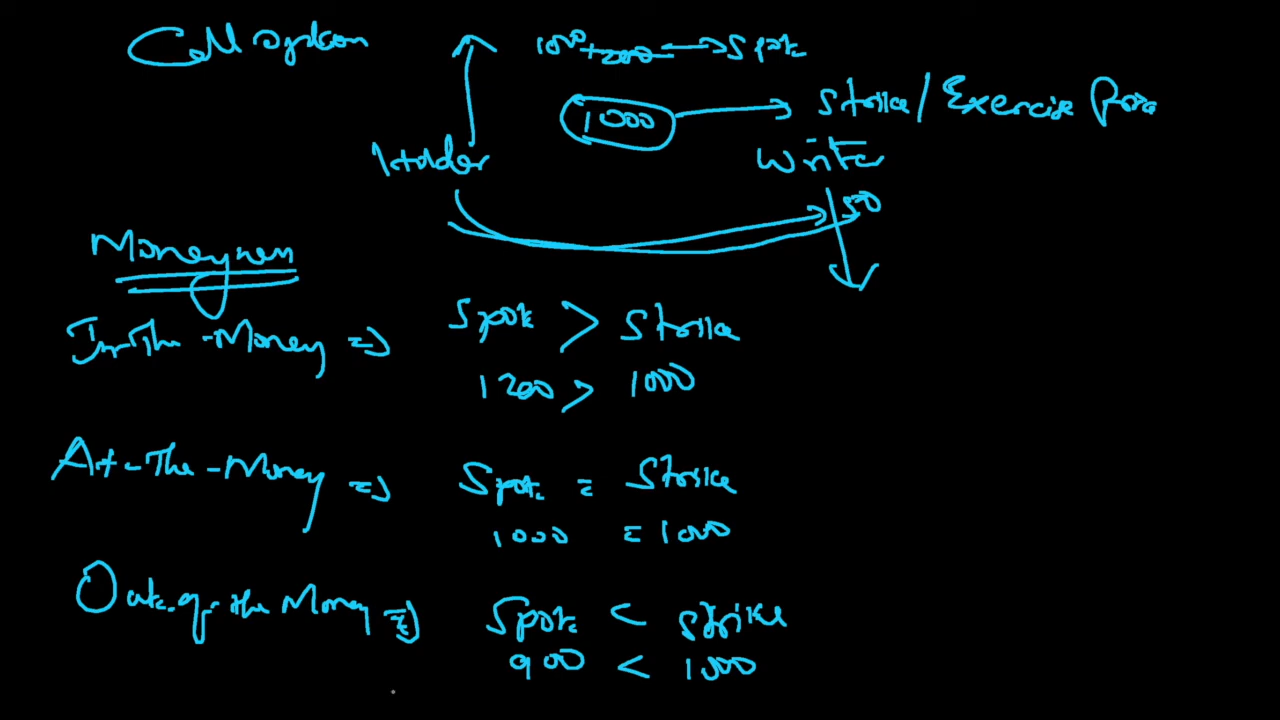 Call option
1000+200 → Spot
1000 → Strike / Exercise Price
Holder Writer
50
Moneyness
In-The-Money ⇒ Spot > Strike
1200 > 1000
At-The-Money ⇒ Spot = Strike
1000 = 1000
Out-of-the Money ⇒ Spot < Strike
900 < 1000